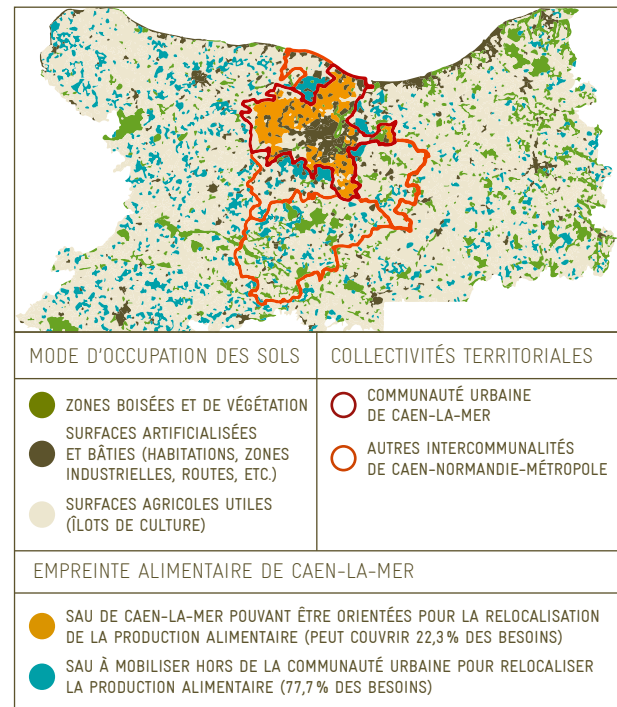 MODE D'OCCUPATION DES SOLS
ZONES BOISÉES ET DE VÉGÉTATION
SURFACES ARTIFICIALISÉES
ET BÂTIES (HABITATIONS, ZONES
INDUSTRIELLES, ROUTES, ETC.)
SURFACES AGRICOLES UTILES
(ÎLOTS DE CULTURE)
COLLECTIVITÉS TERRITORIALES
COMMUNAUTÉ URBAINE
DE CAEN-LA-MER
AUTRES INTERCOMMUNALITÉS
DE CAEN-NORMANDIE-MÉTROPOLE
EMPREINTE ALIMENTAIRE DE CAEN-LA-MER
SAU DE CAEN-LA-MER POUVANT ÊTRE ORIENTÉES POUR LA RELOCALISATION
DE LA PRODUCTION ALIMENTAIRE (PEUT COUVRIR 22,3 % DES BESOINS)
SAU À MOBILISER HORS DE LA COMMUNAUTÉ URBAINE POUR RELOCALISER
LA PRODUCTION ALIMENTAIRE (77,7 % DES BESOINS)